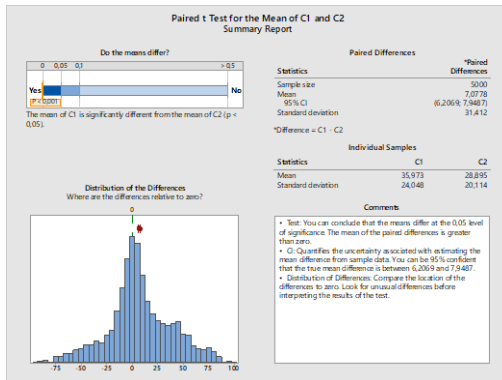 Paired t Test for the Mean of C1 and C2
Summary Report
Do the means differ?
0 0,05 0,1 > 0,5
Yes No
P < 0,001
The mean of C1 is significantly different from the mean of C2 (p <
0,05).
Distribution of the Differences
Where are the differences relative to zero?
0
-75 -50 -25 0 25 50 75 100
Paired Differences
*Paired
Statistics Differences
Sample size 5000
Mean 7,0778
95% CI (6,2069; 7,9487)
Standard deviation 31,412
*Difference = C1 - C2
Individual Samples
Statistics C1 C2
Mean 35,973 28,895
Standard deviation 24,048 20,114
Comments
• Test: You can conclude that the means differ at the 0,05 level
of significance. The mean of the paired differences is greater
than zero.
• CI: Quantifies the uncertainty associated with estimating the
mean difference from sample data. You can be 95% confident
that the true mean difference is between 6,2069 and 7,9487.
• Distribution of Differences: Compare the location of the
differences to zero. Look for unusual differences before
interpreting the results of the test.